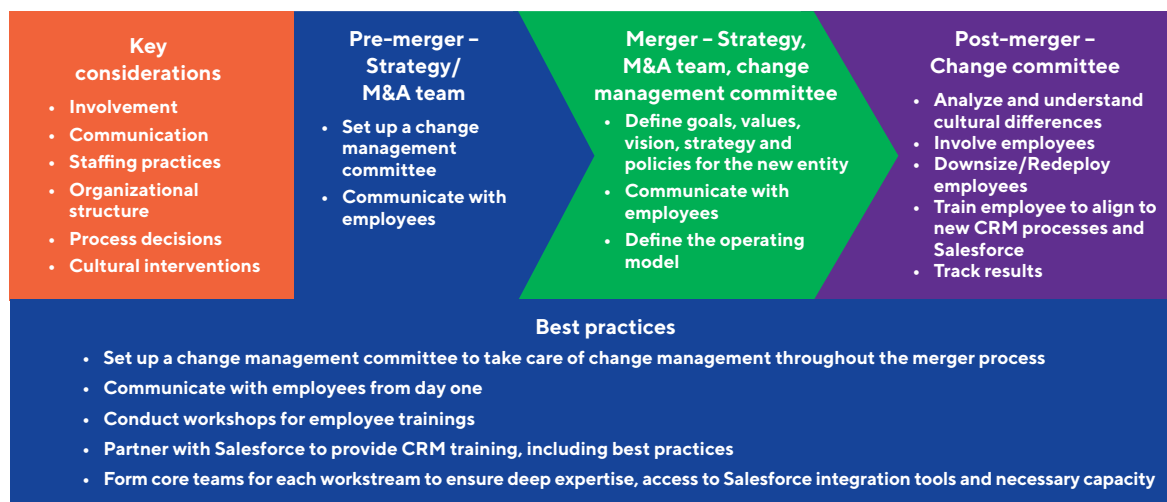 Key
considerations
• Involvement
• Communication
• Staffing practices
• Organizational
structure
• Process decisions
• Cultural interventions
Pre-merger –
Strategy/
M&A team
• Set up a change
management
committee
• Communicate with
employees
Merger – Strategy,
M&A team, change
management committee
• Define goals, values,
vision, strategy and
policies for the new entity
• Communicate with
employees
• Define the operating
model
Post-merger –
Change committee
• Analyze and understand
cultural differences
• Involve employees
• Downsize/Redeploy
employees
• Train employee to align to
new CRM processes and
Salesforce
• Track results
Best practices
• Set up a change management committee to take care of change management throughout the merger process
• Communicate with employees from day one
• Conduct workshops for employee trainings
• Partner with Salesforce to provide CRM training, including best practices
• Form core teams for each workstream to ensure deep expertise, access to Salesforce integration tools and necessary capacity